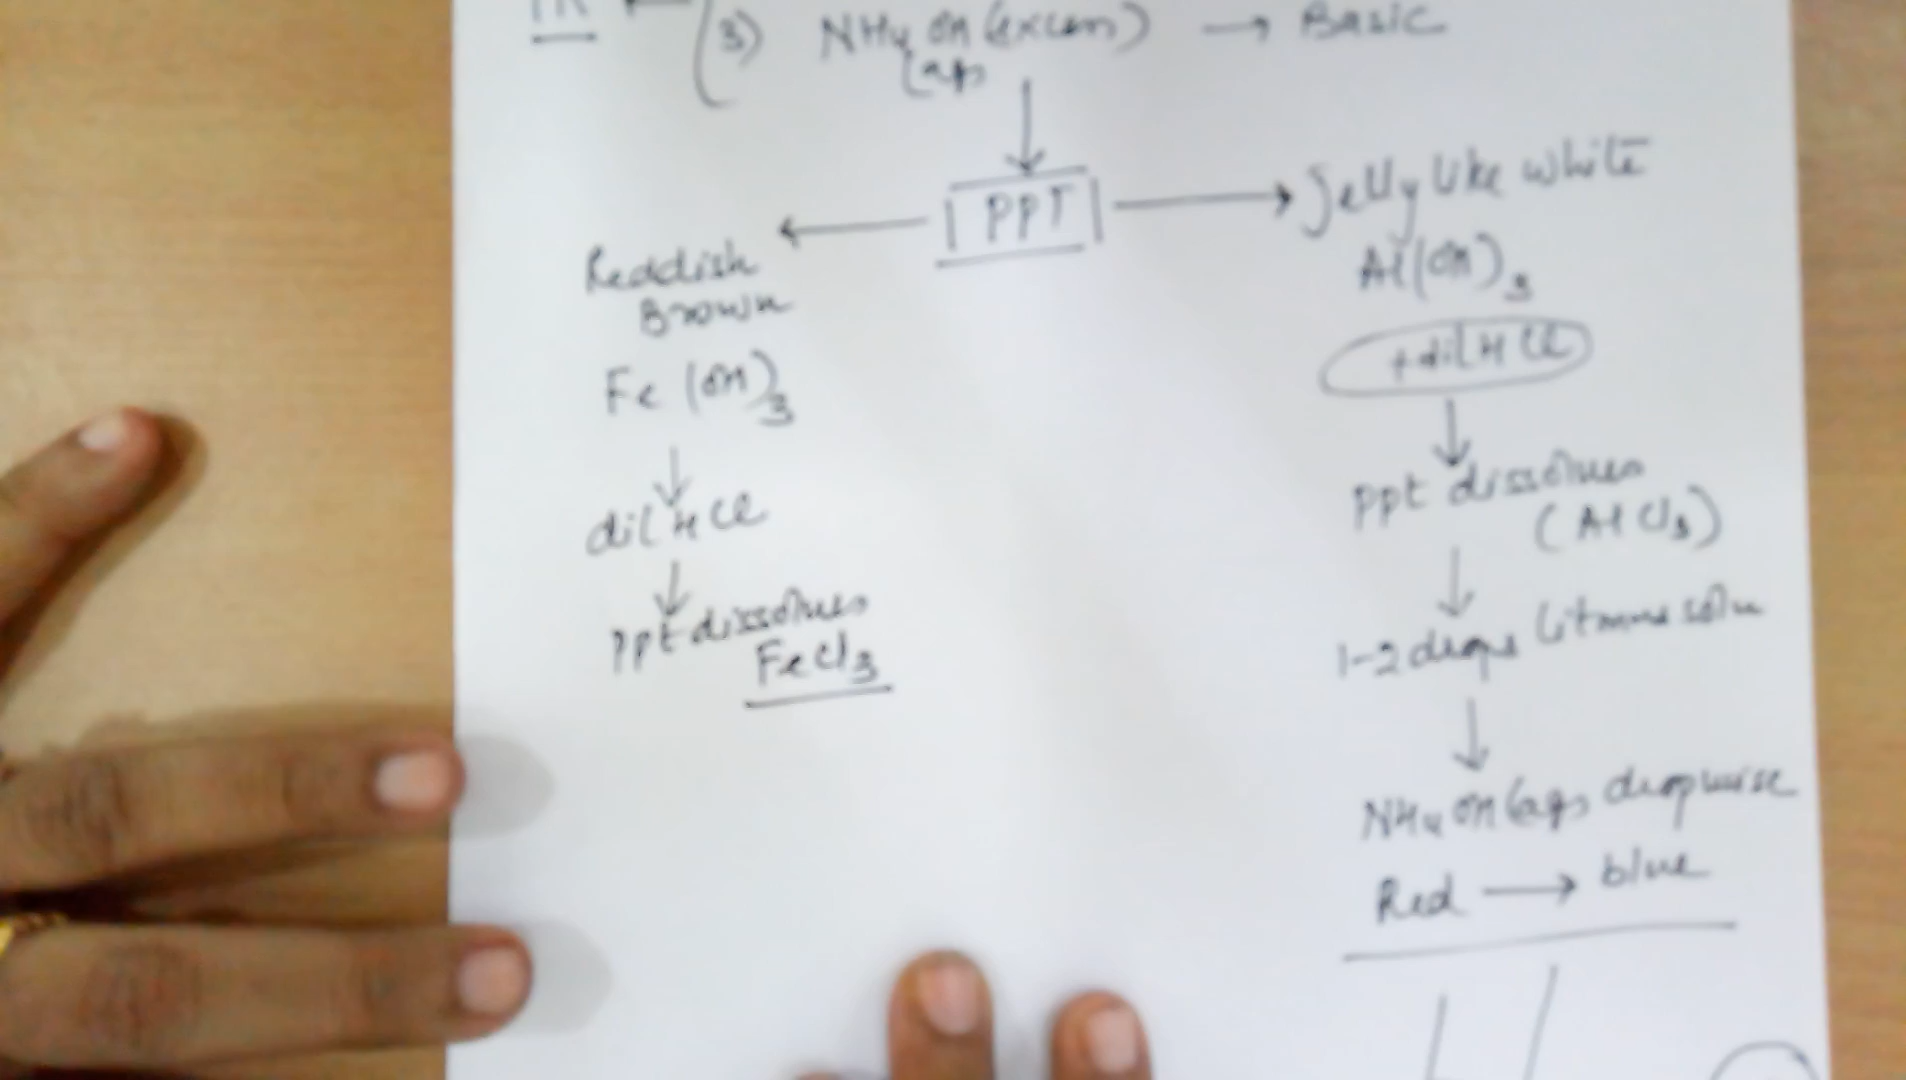 (3) NH4OH (excess) → Basic
(aq)
PPT
Jelly like white
Al(OH)3
+dil HCl
ppt dissolves
(AlCl3)
1-2 drops litmus soln
NH4OH(aq) dropwise
Red → blue
Reddish
Brown
Fe(OH)3
dil HCl
ppt dissolves
FeCl3